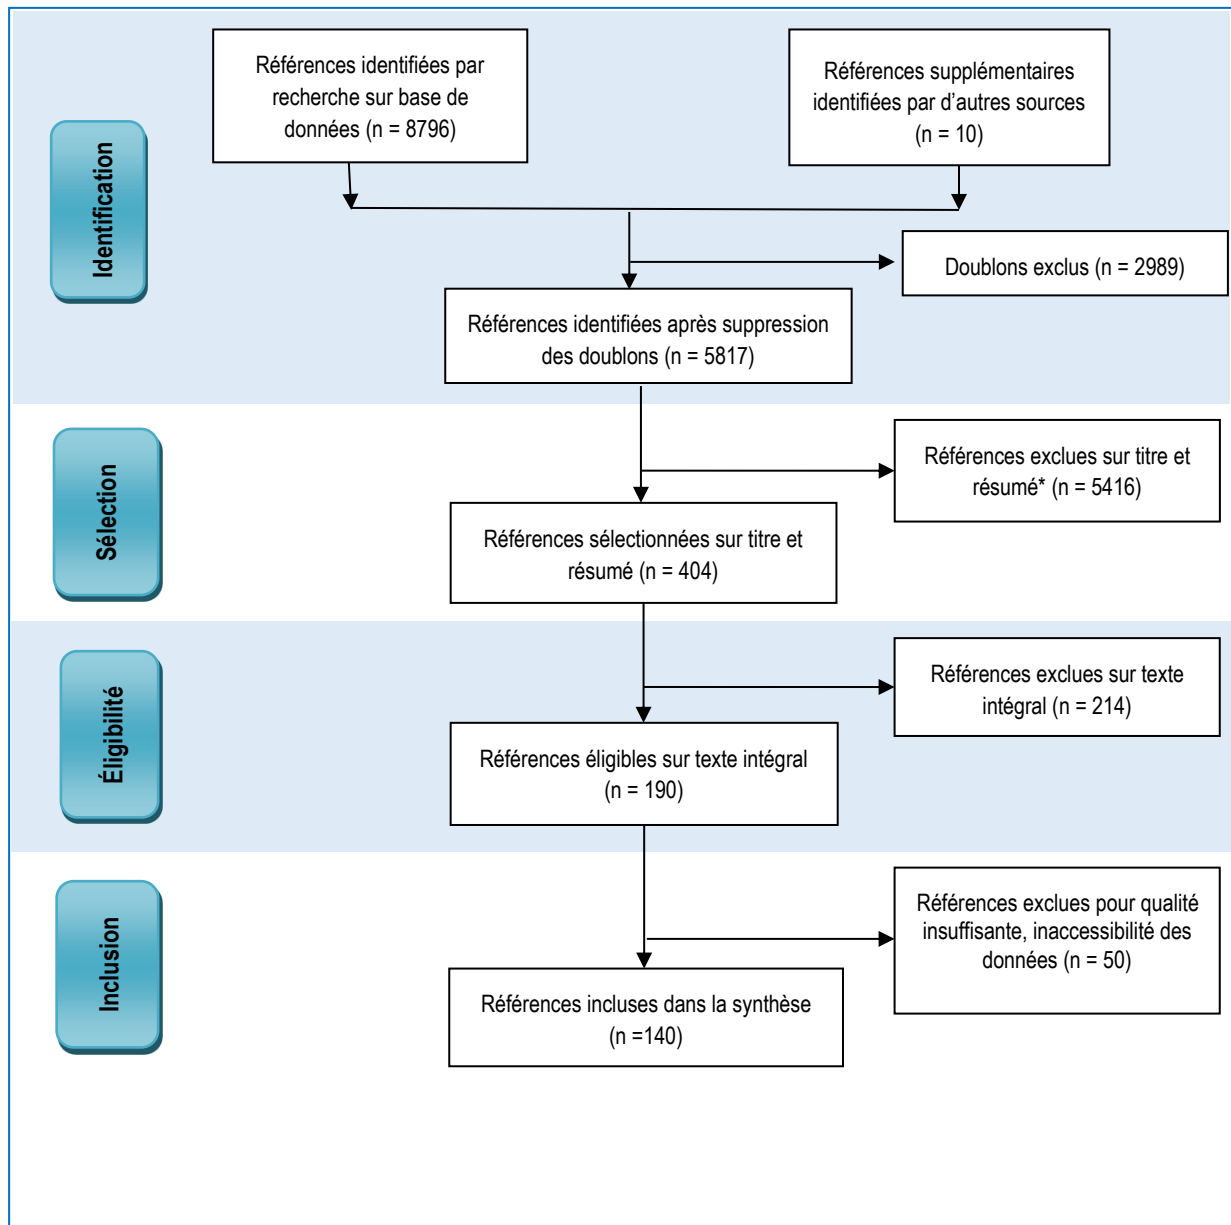 Identification
Références identifiées par
recherche sur base de
données (n = 8796)
Références supplémentaires
identifiées par d'autres sources
(n = 10)
Doublons exclus (n = 2989)
Références identifiées après suppression
des doublons (n = 5817)
Sélection
Références exclues sur titre et
résumé* (n = 5416)
Références sélectionnées sur titre et
résumé (n = 404)
Éligibilité
Références exclues sur texte
intégral (n = 214)
Références éligibles sur texte intégral
(n = 190)
Inclusion
Références exclues pour qualité
insuffisante, inaccessibilité des
données (n = 50)
Références incluses dans la synthèse
(n =140)